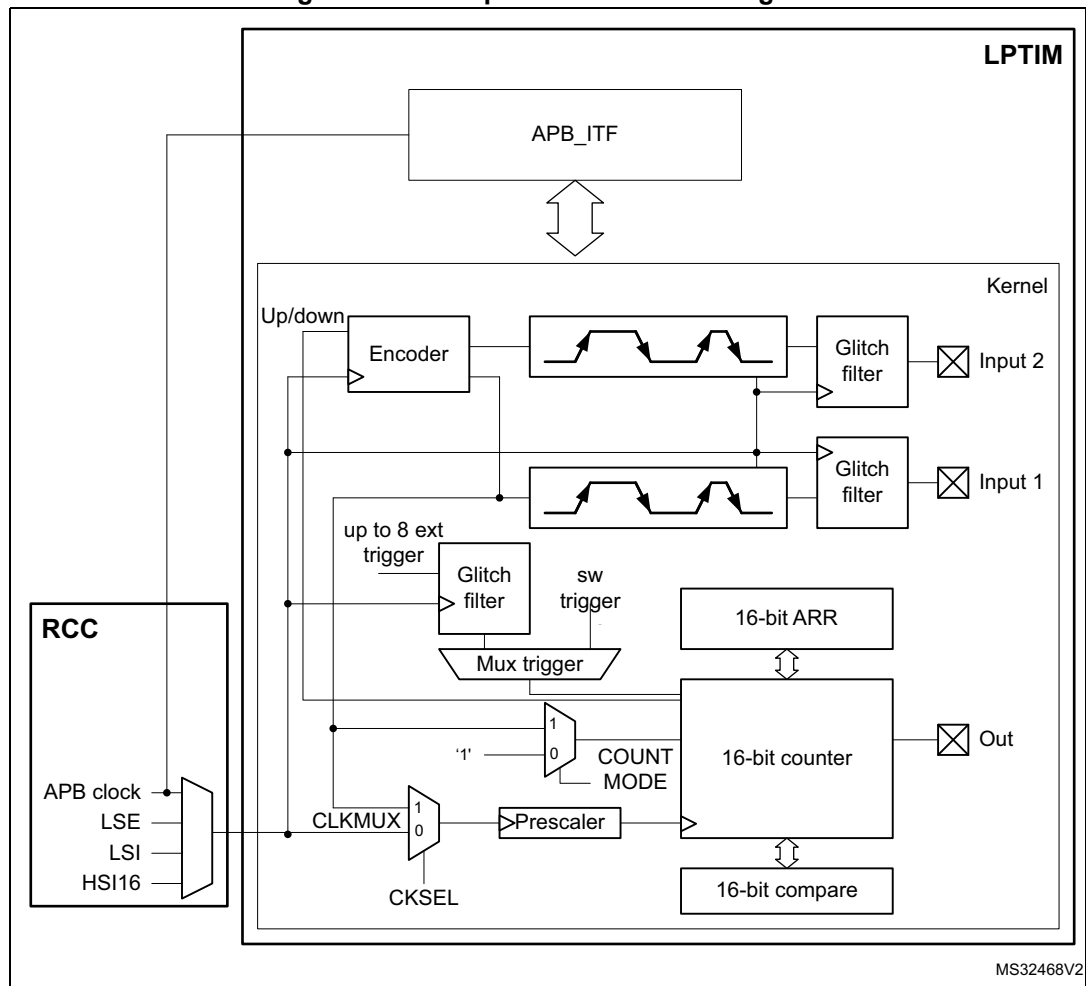 LPTIM
APB_ITF
Kernel
Up/down
Encoder
Glitch
filter
Input 2
Glitch
filter
Input 1
up to 8 ext
trigger
Glitch
filter
sw
trigger
RCC
16-bit ARR
Mux trigger
1
'1'
0
COUNT
MODE
16-bit counter
Out
APB clock
LSE
LSI
HSI16
CLKMUX
1
0
Prescaler
CKSEL
16-bit compare
MS32468V2